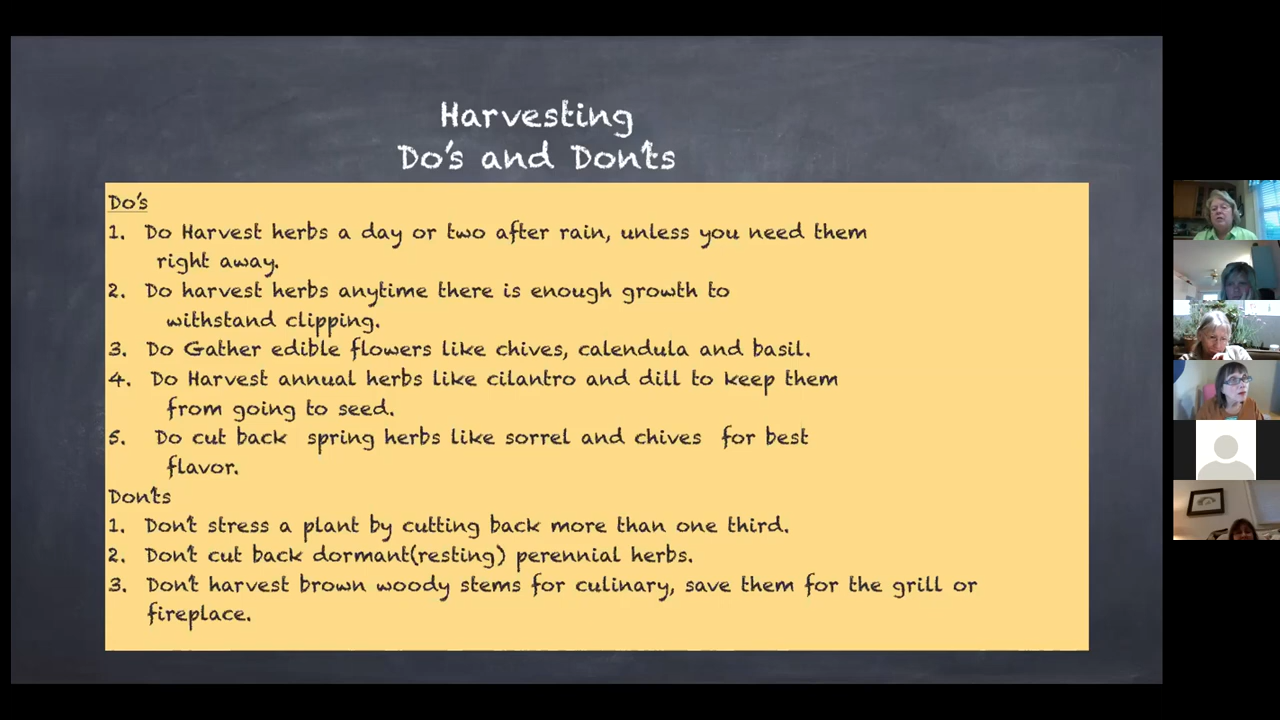 Harvesting
Do's and Don'ts
Do's
1. Do Harvest herbs a day or two after rain, unless you need them
right away.
2. Do harvest herbs anytime there is enough growth to
withstand clipping.
3. Do Gather edible flowers like chives, calendula and basil.
4. Do Harvest annual herbs like cilantro and dill to keep them
from going to seed.
5. Do cut back spring herbs like sorrel and chives for best
flavor.
Don'ts
1. Don't stress a plant by cutting back more than one third.
2. Don't cut back dormant(resting) perennial herbs.
3. Don't harvest brown woody stems for culinary, save them for the grill or
fireplace.